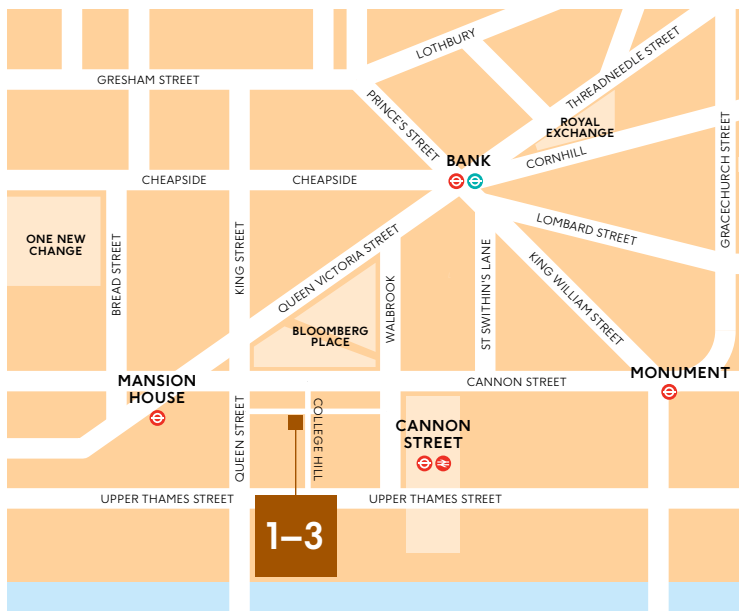 LOTHBURY
THREADNEEDLE STREET
GRESHAM STREET
PRINCE'S STREET
ROYAL
EXCHANGE
GRACECHURCH STREET
BANK
CORNHILL
CHEAPSIDE
CHEAPSIDE
ONE NEW
CHANGE
BREAD STREET
KING STREET
QUEEN VICTORIA STREET
LOMBARD STREET
WALBROOK
ST SWITHIN'S LANE
KING WILLIAM STREET
BLOOMBERG
PLACE
MANSION
HOUSE
CANNON STREET
MONUMENT
QUEEN STREET
COLLEGE HILL
CANNON
STREET
UPPER THAMES STREET
UPPER THAMES STREET
1–3